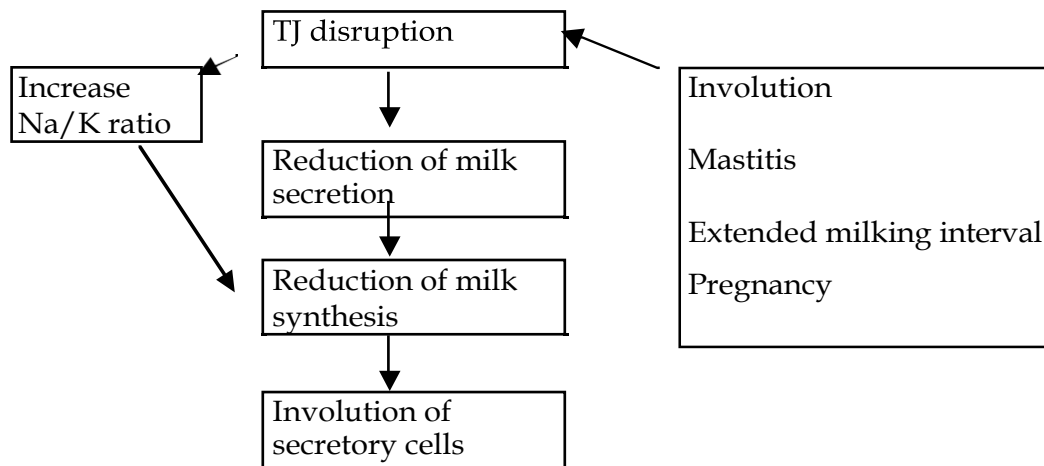 TJ disruption
Increase
Na/K ratio
Involution
Mastitis
Extended milking interval
Pregnancy
Reduction of milk
secretion
Reduction of milk
synthesis
Involution of
secretory cells